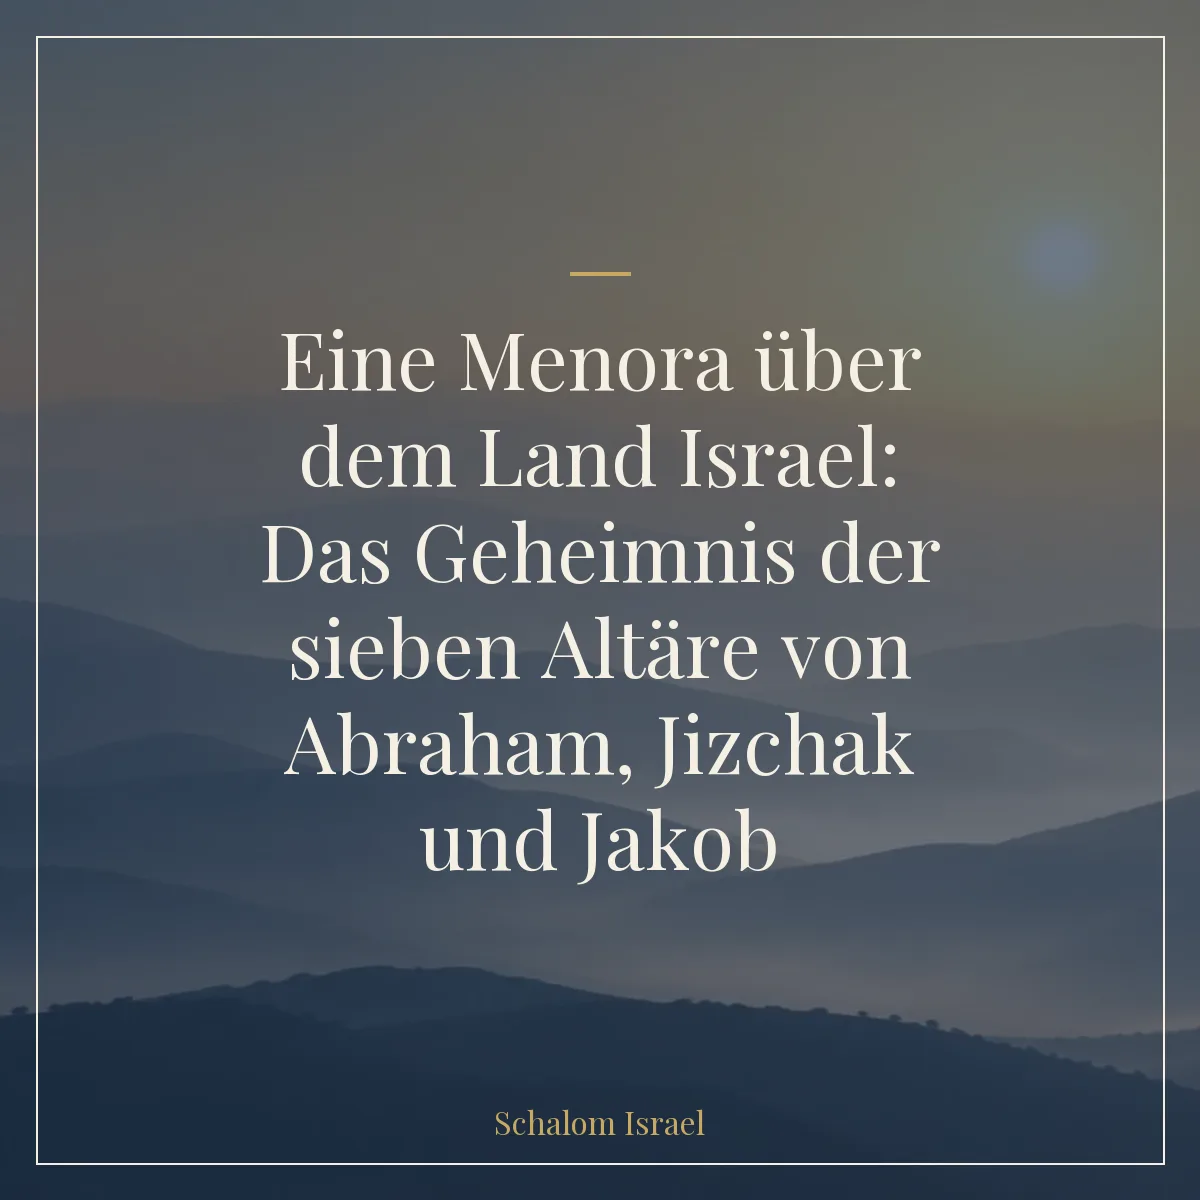 Eine Menora über
dem Land Israel:
Das Geheimnis der
sieben Altäre von
Abraham, Jizchak
und Jakob
Schalom Israel